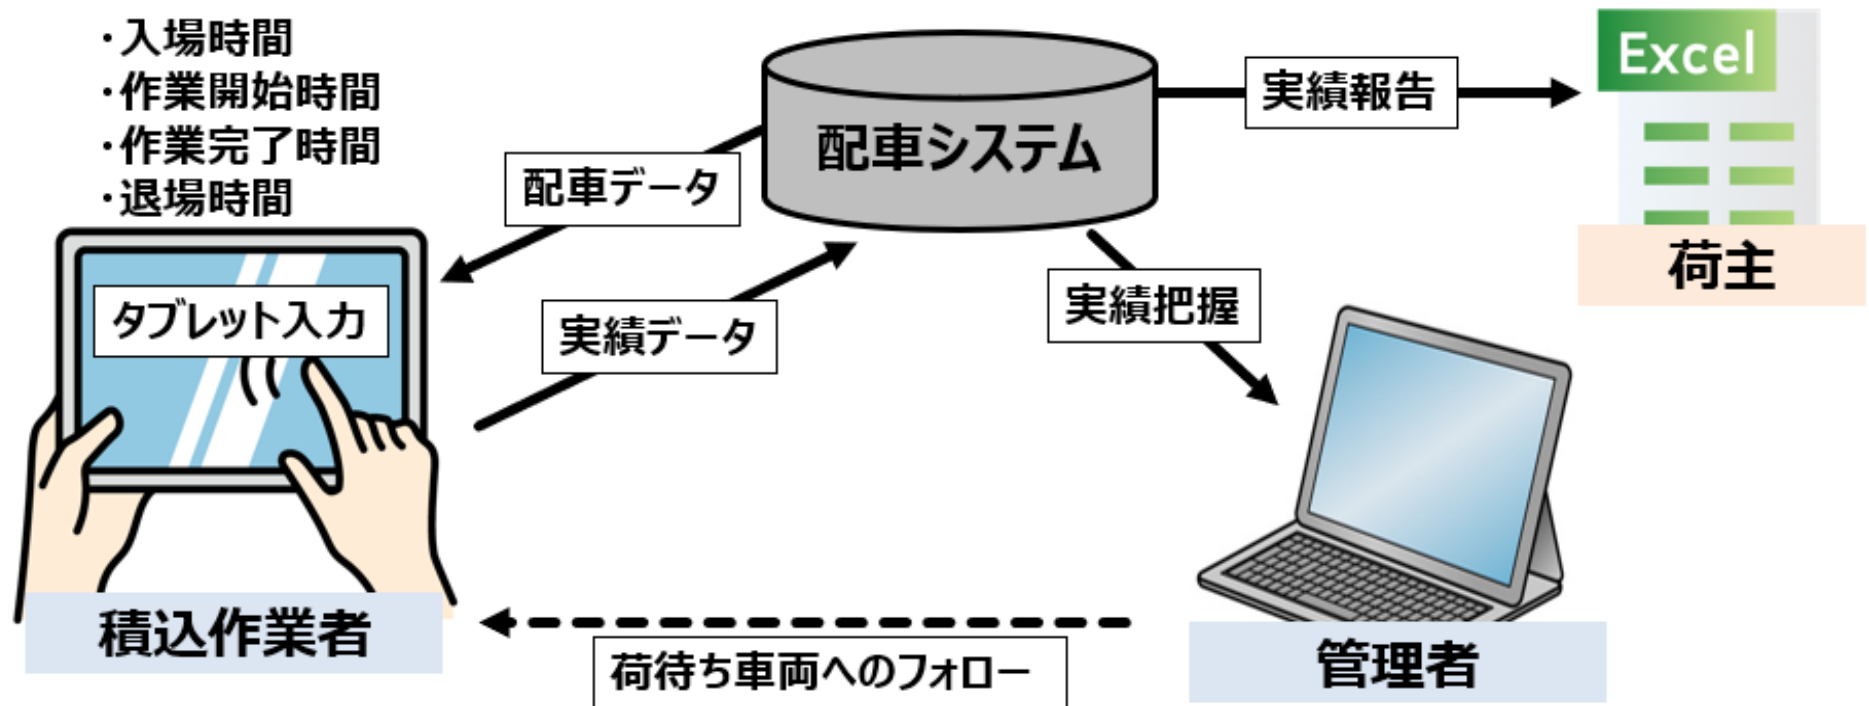 ・入場時間
・作業開始時間
・作業完了時間
・退場時間
配車システム
実績報告
Excel
荷主
配車データ
タブレット入力
実績データ
実績把握
積込作業者
荷待ち車両へのフォロー
管理者